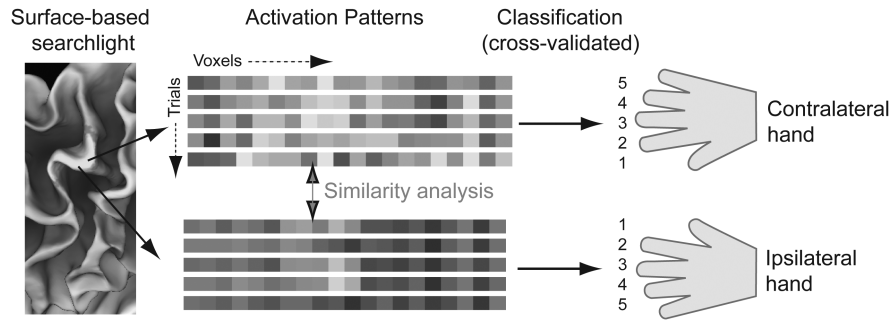 Surface-based
searchlight
Activation Patterns
Classification
(cross-validated)
Voxels
Trials
5
4
3
2
1
Contralateral
hand
Similarity analysis
1
2
3
4
5
Ipsilateral
hand